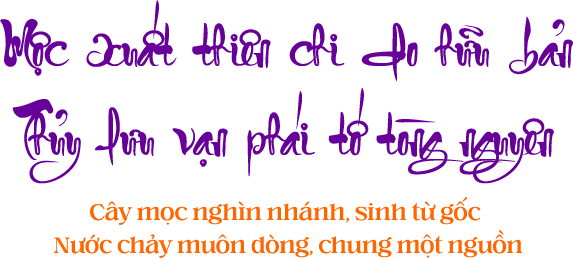 Mộc xuất thiên chi do hữu bản
Thủy lưu vạn phái tố tòng nguyên
Cây mọc nghìn nhánh, sinh từ gốc
Nước chảy muôn dòng, chung một nguồn